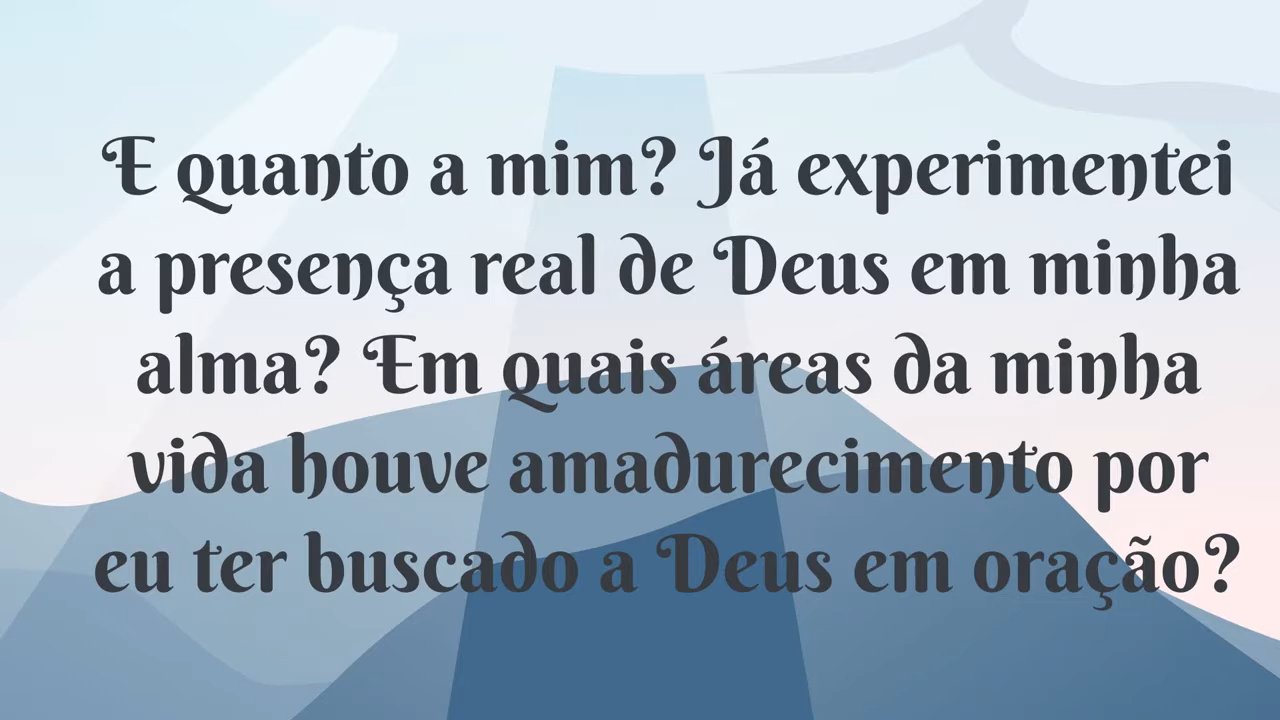 E quanto a mim? Já experimentei
a presença real de Deus em minha
alma? Em quais áreas da minha
vida houve amadurecimento por
eu ter buscado a Deus em oração?